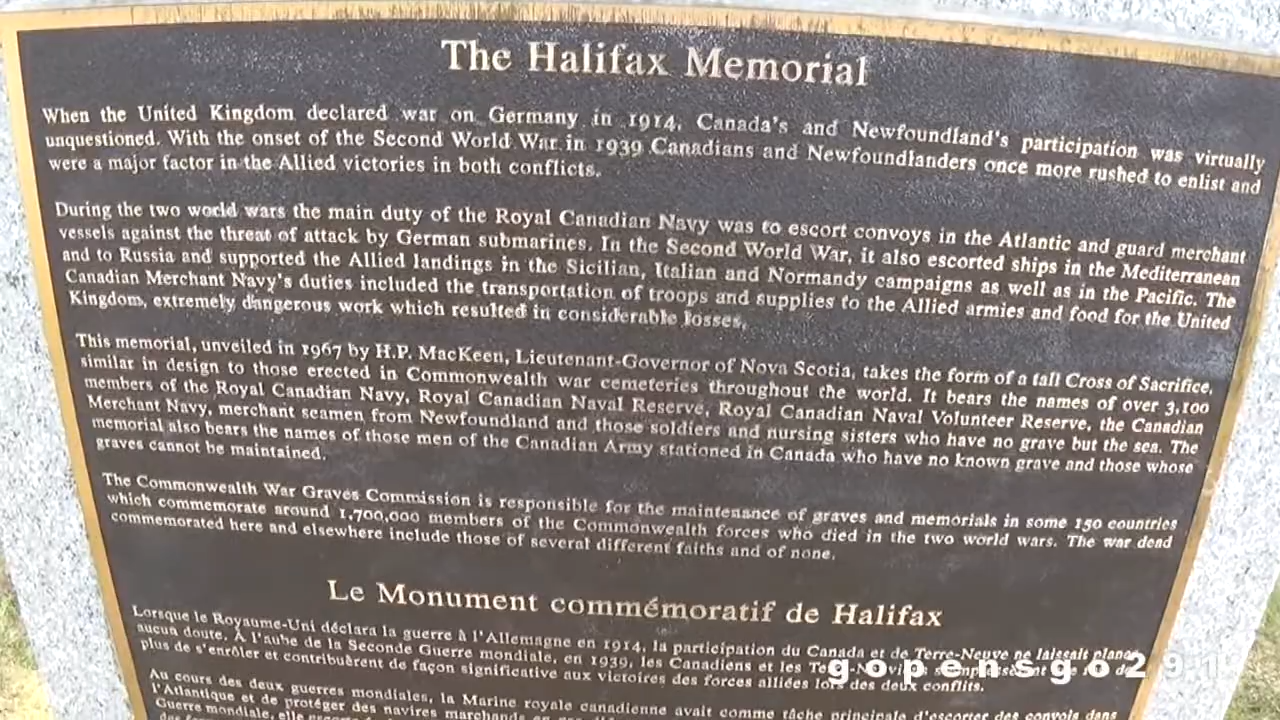 The Halifax Memorial
When the United Kingdom declared war on Germany in 1914, Canada's and Newfoundland's participation was virtually
unquestioned. With the onset of the Second World War in 1939 Canadians and Newfoundlanders once more rushed to enlist and
were a major factor in the Allied victories in both conflicts.
During the two world wars the main duty of the Royal Canadian Navy was to escort convoys in the Atlantic and guard merchant
vessels against the threat of attack by German submarines. In the Second World War, it also escorted ships in the Mediterranean
and to Russia and supported the Allied landings in the Sicilian, Italian and Normandy campaigns as well as in the Pacific. The
Canadian Merchant Navy's duties included the transportation of troops and supplies to the Allied armies and food for the United
Kingdom, extremely dangerous work which resulted in considerable losses.
This memorial, unveiled in 1967 by H.P. MacKeen, Lieutenant-Governor of Nova Scotia, takes the form of a tall Cross of Sacrifice,
similar in design to those erected in Commonwealth war cemeteries throughout the world. It bears the names of over 3,100
members of the Royal Canadian Navy, Royal Canadian Naval Reserve, Royal Canadian Naval Volunteer Reserve, the Canadian
Merchant Navy, merchant seamen from Newfoundland and those soldiers and nursing sisters who have no grave but the sea. The
memorial also bears the names of those men of the Canadian Army stationed in Canada who have no known grave and those whose
graves cannot be maintained.
The Commonwealth War Graves Commission is responsible for the maintenance of graves and memorials in some 150 countries
which commemorate around 1,700,000 members of the Commonwealth forces who died in the two world wars. The war dead
commemorated here and elsewhere include those of several different faiths and of none.
Le Monument commémoratif de Halifax
Lorsque le Royaume-Uni déclara la guerre à l'Allemagne en 1914, la participation du Canada et de Terre-Neuve ne laissait planer
aucun doute. À l'aube de la Seconde Guerre mondiale, en 1939, les Canadiens et les
plus de s'enrôler et contribuèrent de façon significative aux victoires des forces alliées lors des deux conflits.
Au cours des deux guerres mondiales, la Marine royale canadienne avait comme tâche principale d'escorter des convois dans
l'Atlantique et de protéger des navires marchands
Guerre mondiale, elle
gopensgo291